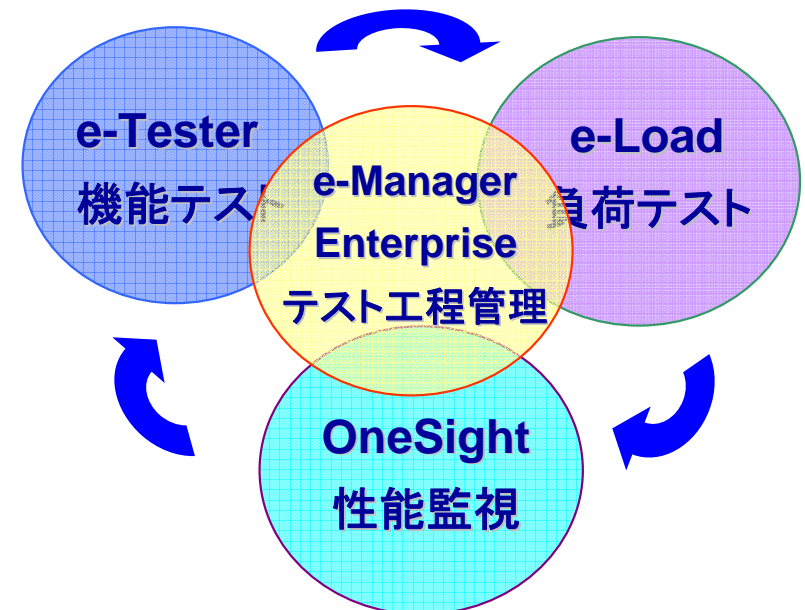 e-Tester
機能テスト
e-Manager
Enterprise
テスト工程管理
e-Load
負荷テスト
OneSight
性能監視